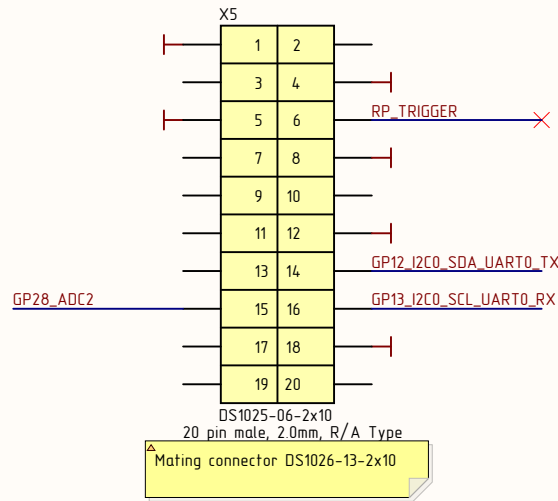 X5
1 2
3 4
5 6 RP_TRIGGER
7 8
9 10
11 12
13 14 GP12_I2C0_SDA_UART0_TX
GP28_ADC2 15 16 GP13_I2C0_SCL_UART0_RX
17 18
19 20
DS1025-06-2x10
20 pin male, 2.0mm, R/A Type
Mating connector DS1026-13-2x10